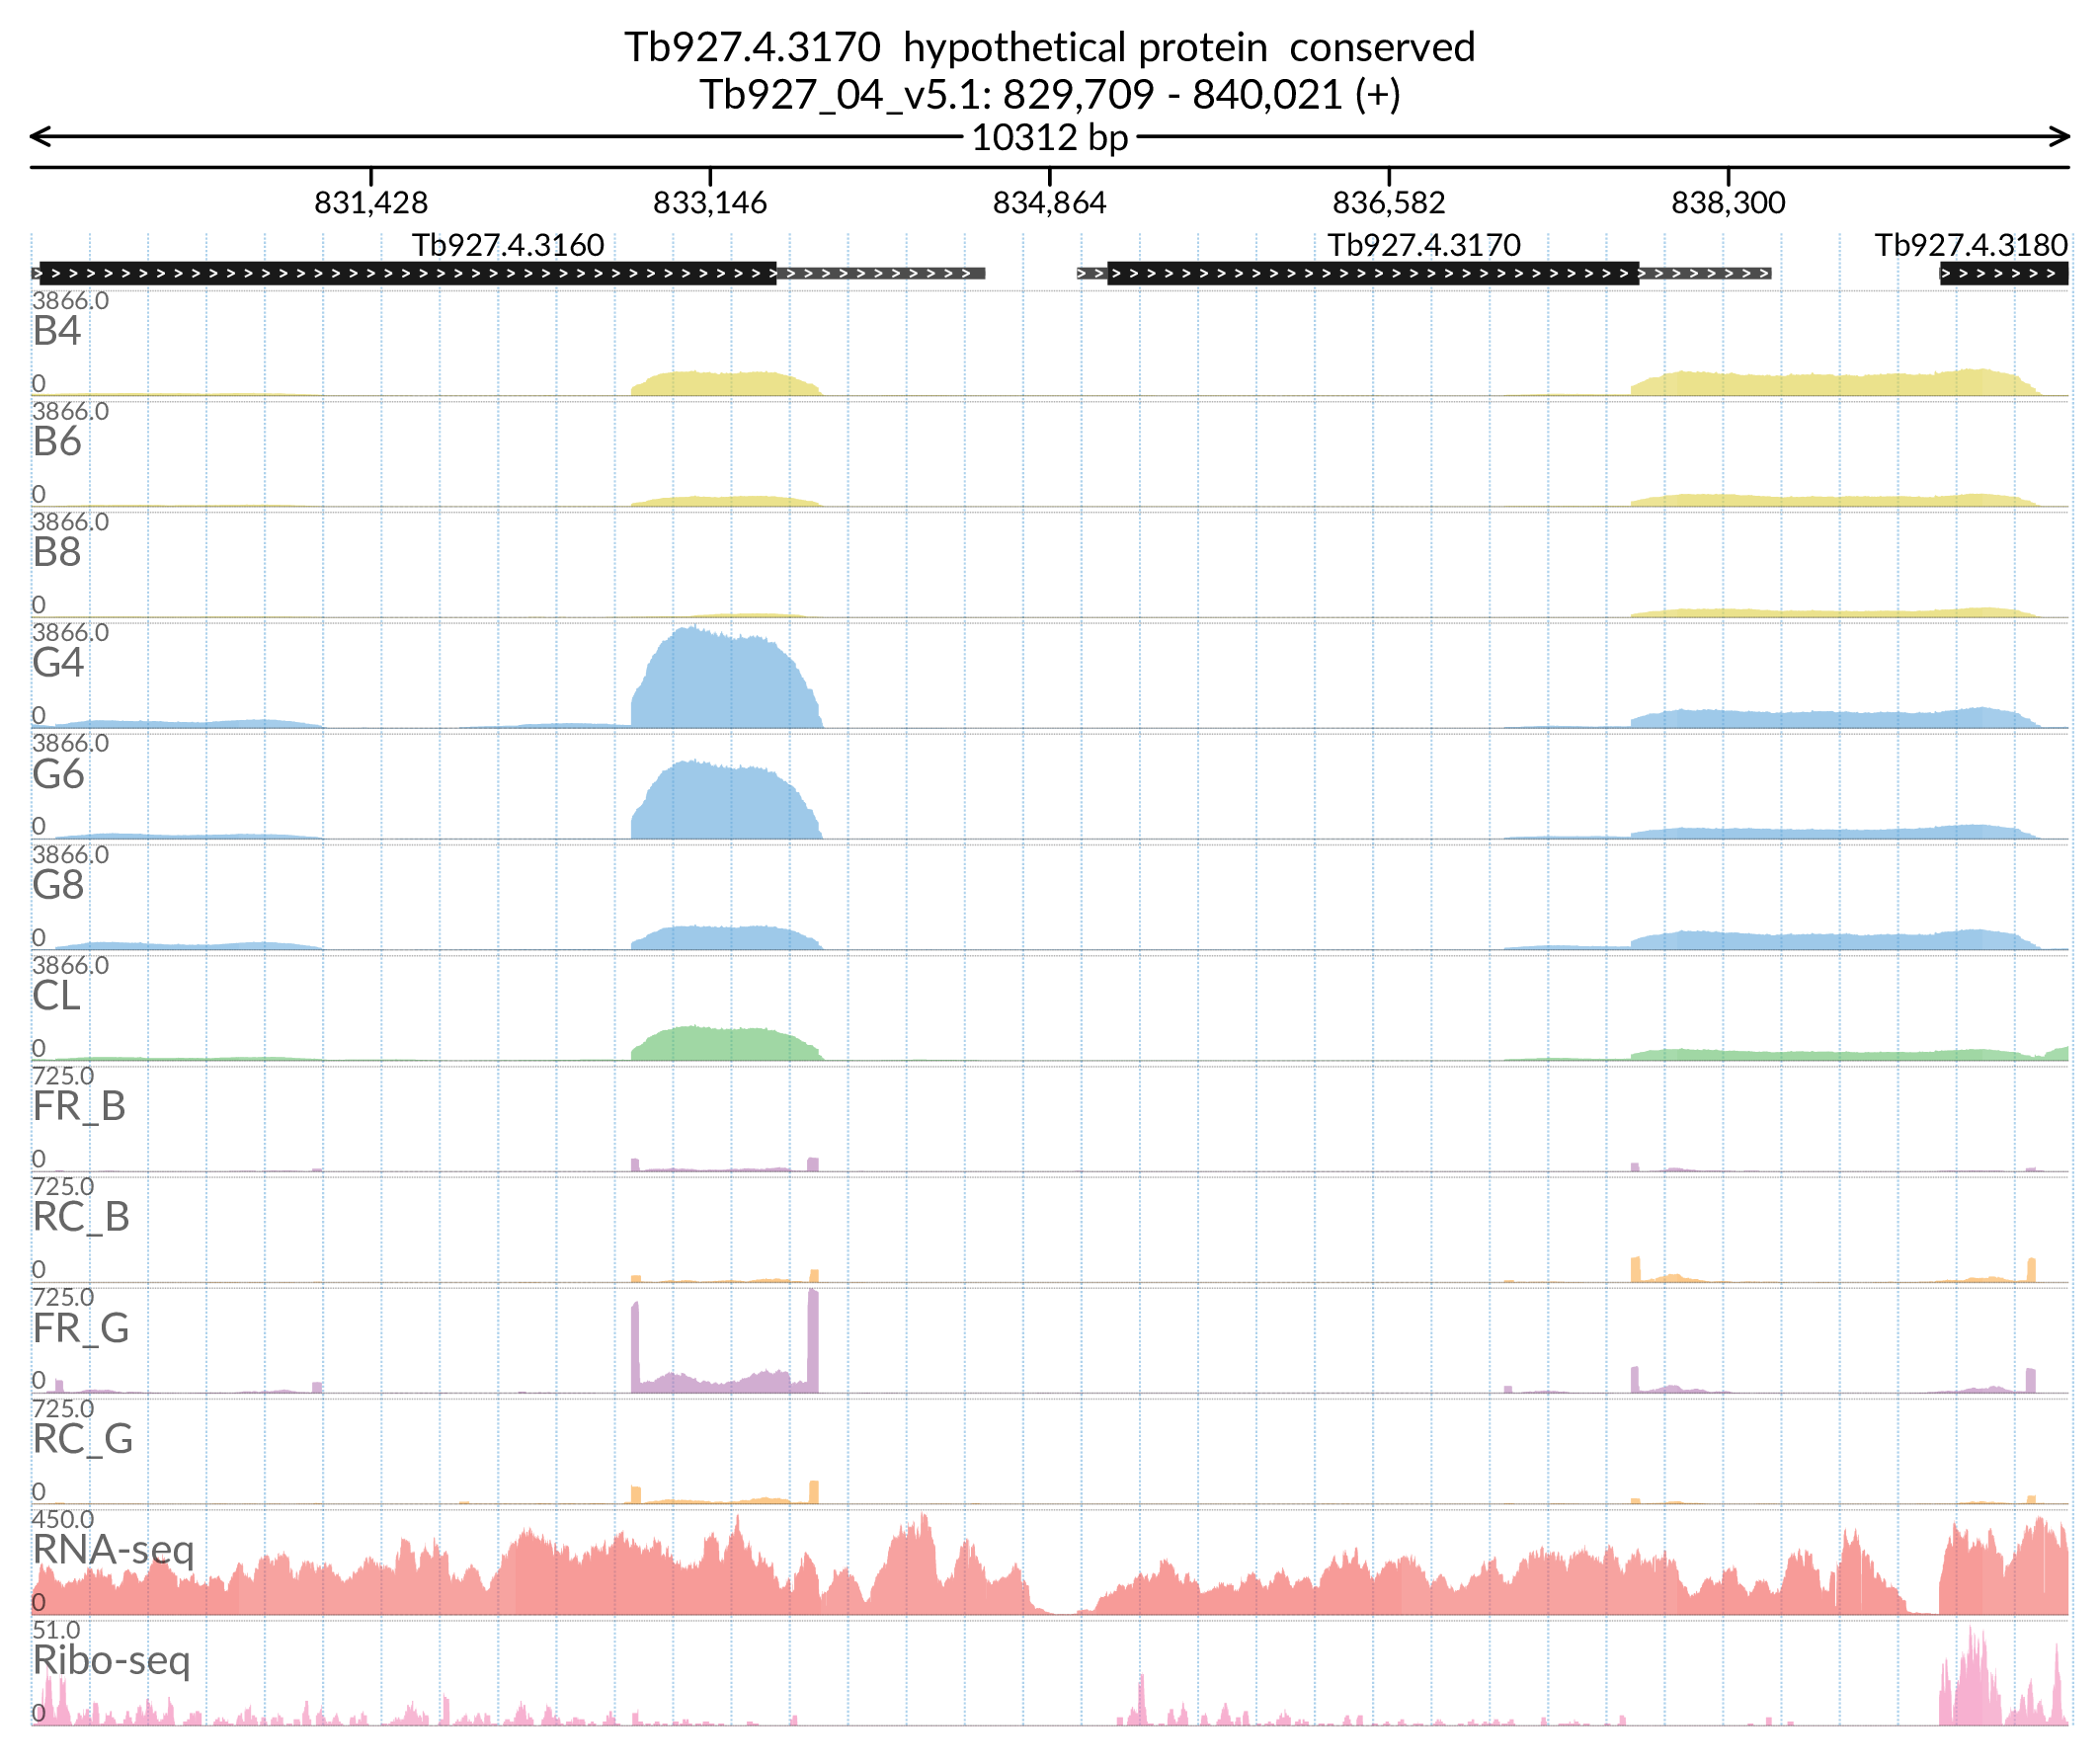 Tb927.4.3170  hypothetical protein  conserved
Tb927_04_v5.1: 829,709 - 840,021 (+)
10312 bp
831,428 833,146 834,864 836,582 838,300
Tb927.4.3160 Tb927.4.3170 Tb927.4.3180
3866.0
B4
0
3866.0
B6
0
3866.0
B8
0
3866.0
G4
0
3866.0
G6
0
3866.0
G8
0
3866.0
CL
0
725.0
FR_B
0
725.0
RC_B
0
725.0
FR_G
0
725.0
RC_G
0
450.0
RNA-seq
0
51.0
Ribo-seq
0